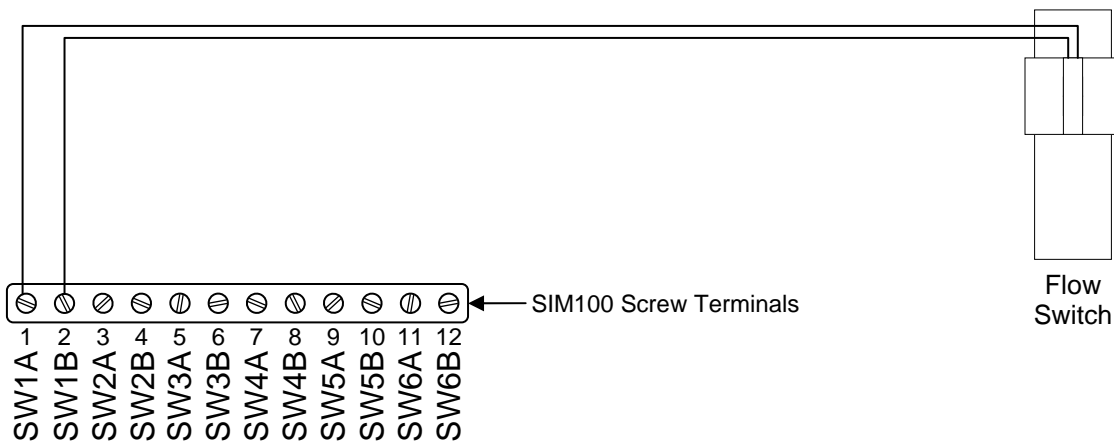 SIM100 Screw Terminals
Flow
Switch
1 2 3 4 5 6 7 8 9 10 11 12
SW1A SW1B SW2A SW2B SW3A SW3B SW4A SW4B SW5A SW5B SW6A SW6B